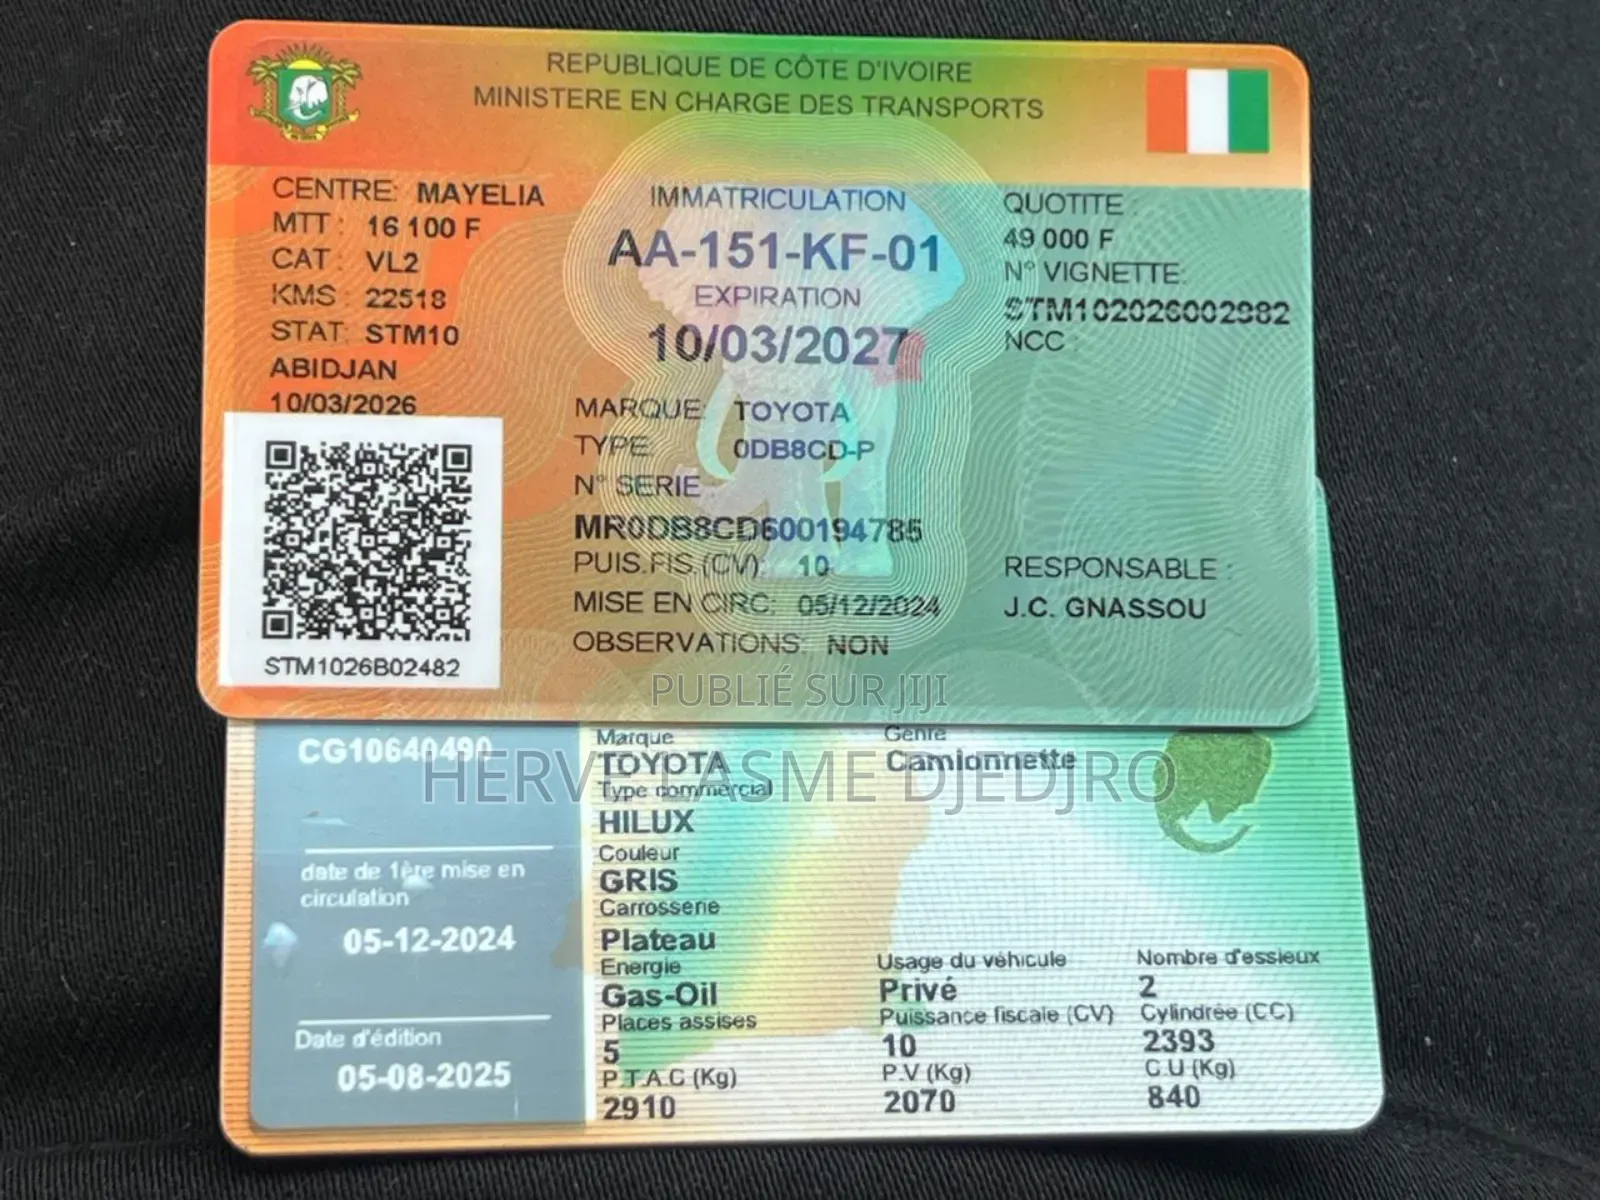 REPUBLIQUE DE CÔTE D'IVOIRE
MINISTERE EN CHARGE DES TRANSPORTS
CENTRE: MAYELIA
MTT : 16 100 F
CAT : VL2
KMS : 22518
STAT: STM10
ABIDJAN
10/03/2026
STM1026B02482
IMMATRICULATION
AA-151-KF-01
EXPIRATION
10/03/2027
MARQUE: TOYOTA
TYPE 0DB8CD-P
N° SERIE
MR0DB8CD600194785
PUIS.FIS.(CV): 10
MISE EN CIRC: 05/12/2024
OBSERVATIONS: NON
QUOTITE :
49 000 F
N° VIGNETTE:
STM102026002982
NCC :
RESPONSABLE :
J.C. GNASSOU
PUBLIÉ SUR JIJI
HERVE LASME DJEDJRO
CG10640490
date de 1ère mise en
circulation
05-12-2024
Date d'édition
05-08-2025
Marque
TOYOTA
Type commercial
HILUX
Couleur
GRIS
Carrosserie
Plateau
Energie
Gas-Oil
Places assises
5
P.T.A.C (Kg)
2910
Genre
Camionnette
Usage du véhicule
Privé
Puissance fiscale (CV)
10
P.V (Kg)
2070
Nombre d'essieux
2
Cylindrée (CC)
2393
C.U (Kg)
840